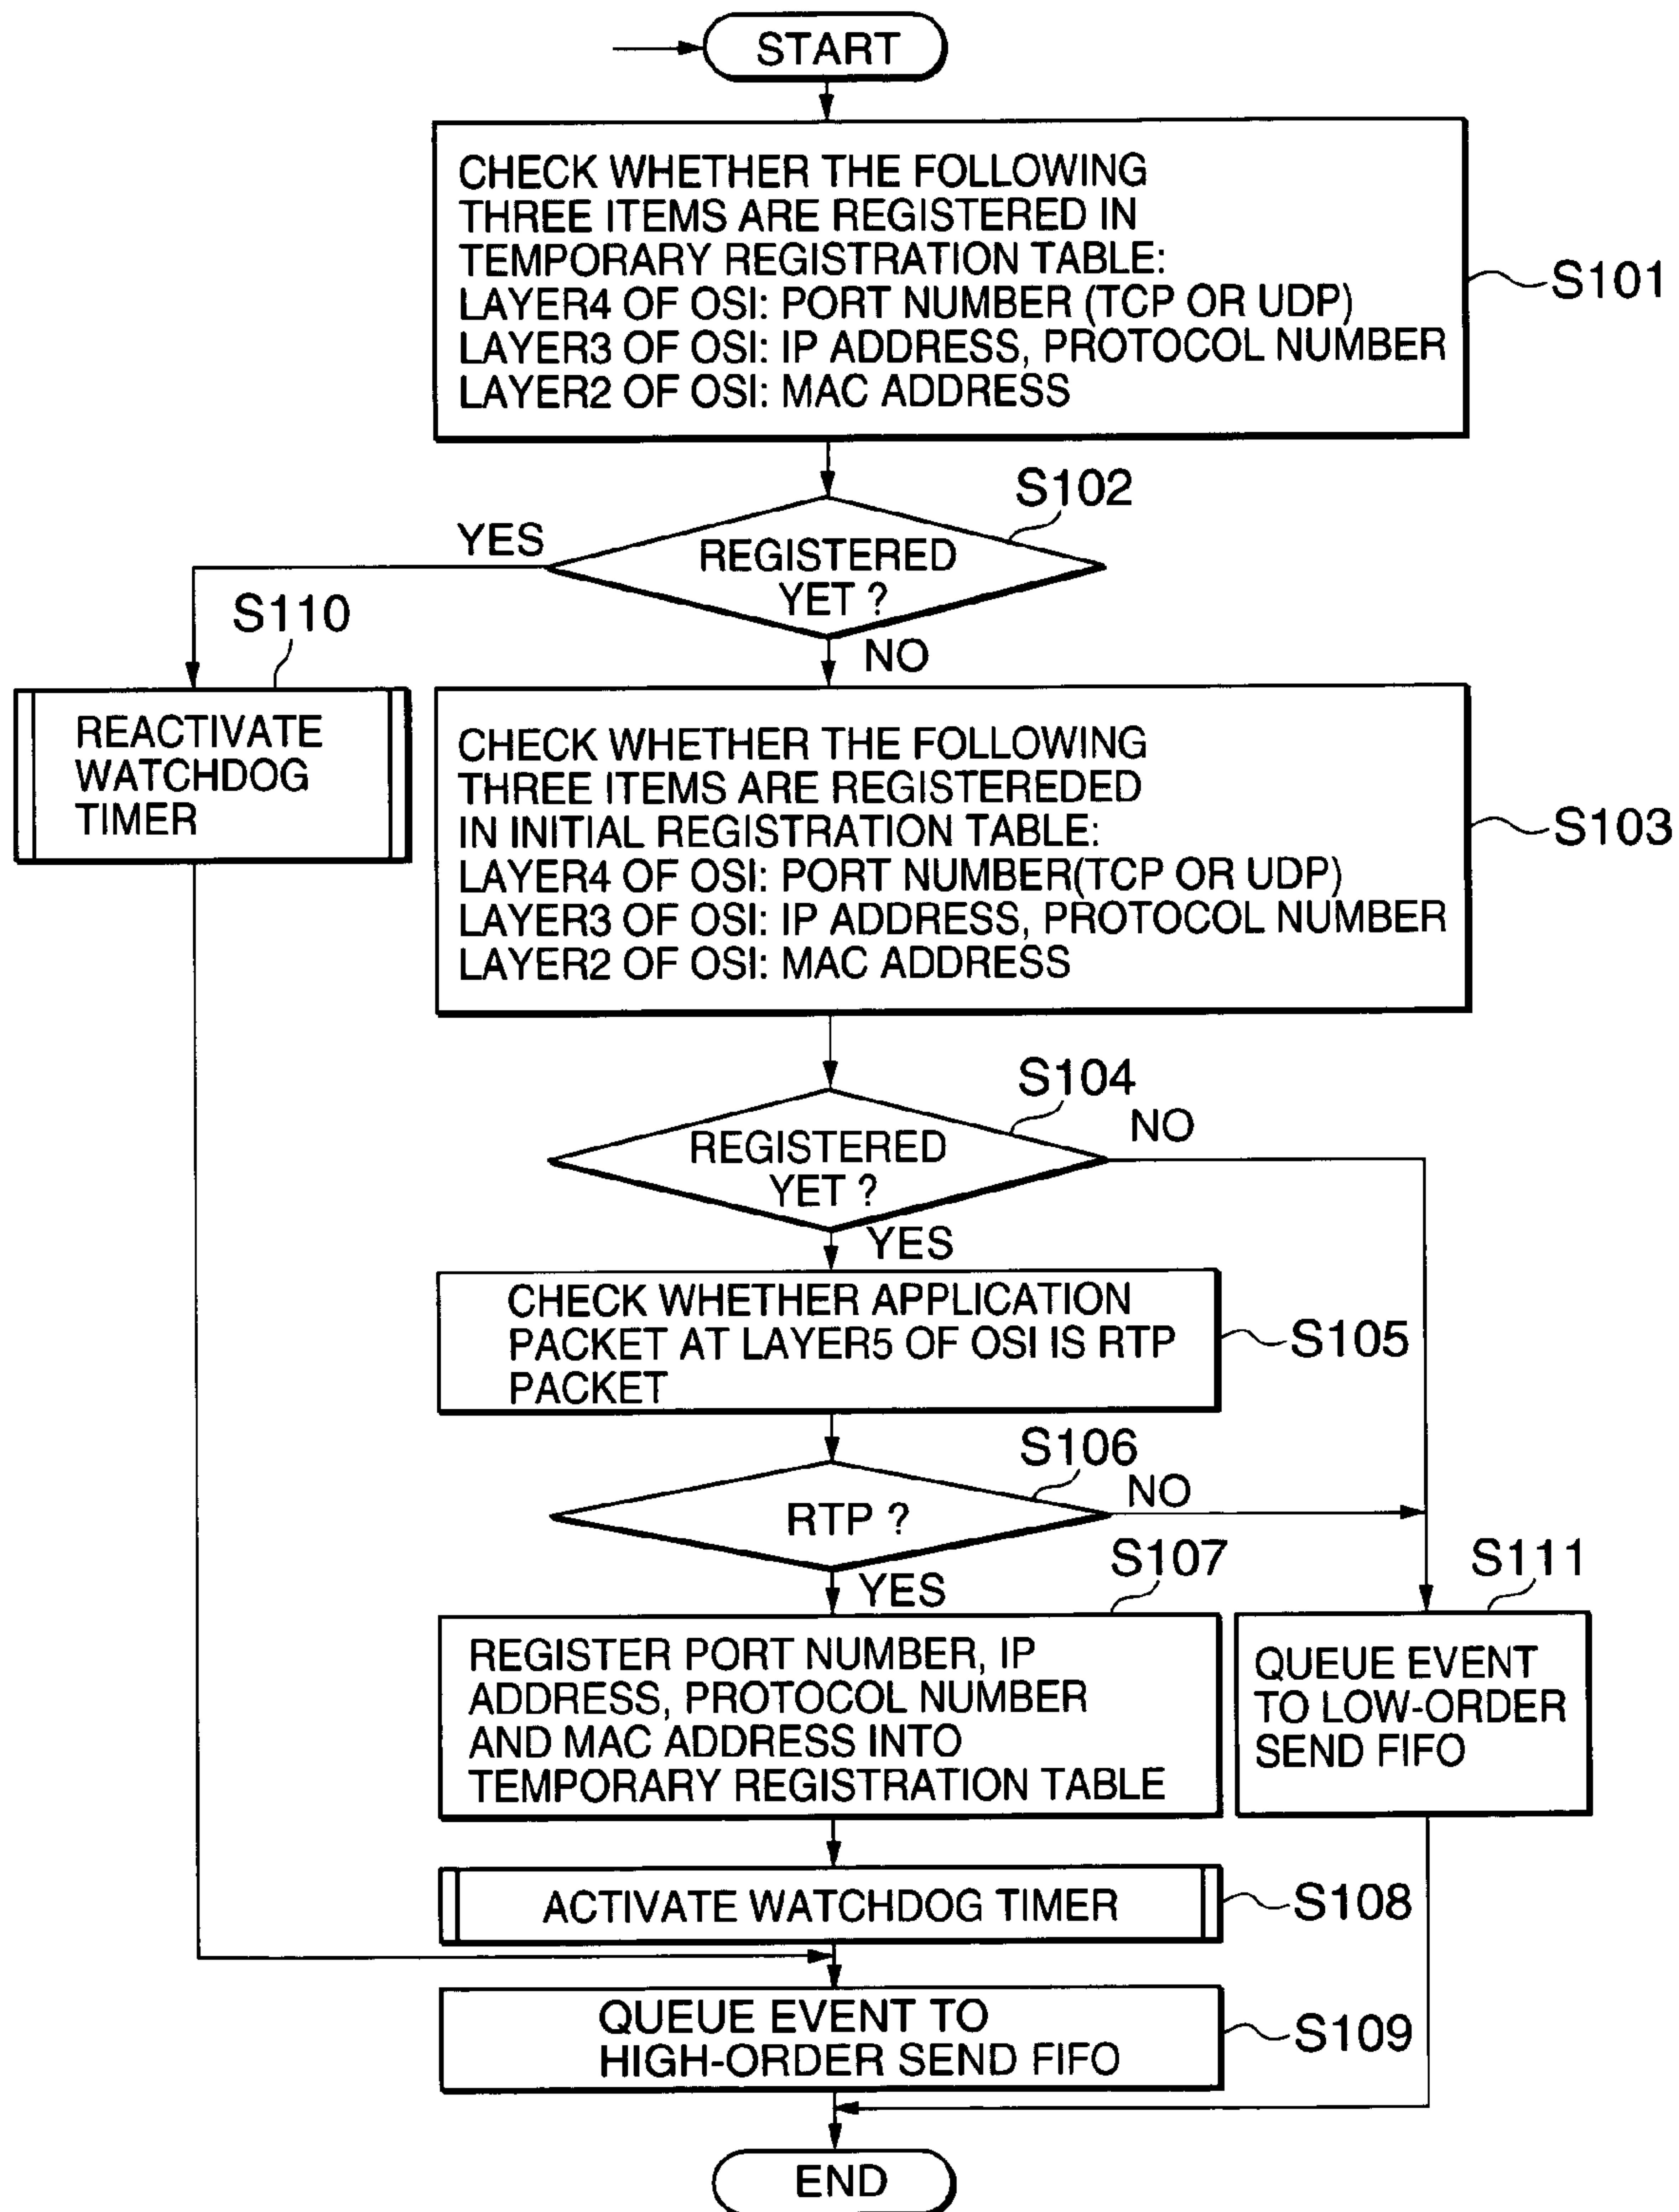 START
CHECK WHETHER THE FOLLOWING
THREE ITEMS ARE REGISTERED IN
TEMPORARY REGISTRATION TABLE:
LAYER4 OF OSI: PORT NUMBER (TCP OR UDP)
LAYER3 OF OSI: IP ADDRESS, PROTOCOL NUMBER
LAYER2 OF OSI: MAC ADDRESS
S101
S102
YES
REGISTERED
YET ?
NO
S110
REACTIVATE
WATCHDOG
TIMER
CHECK WHETHER THE FOLLOWING
THREE ITEMS ARE REGISTEREDED
IN INITIAL REGISTRATION TABLE:
LAYER4 OF OSI: PORT NUMBER(TCP OR UDP)
LAYER3 OF OSI: IP ADDRESS, PROTOCOL NUMBER
LAYER2 OF OSI: MAC ADDRESS
S103
S104
NO
REGISTERED
YET ?
YES
CHECK WHETHER APPLICATION
PACKET AT LAYER5 OF OSI IS RTP
PACKET
S105
S106
NO
RTP ?
YES
S107
REGISTER PORT NUMBER, IP
ADDRESS, PROTOCOL NUMBER
AND MAC ADDRESS INTO
TEMPORARY REGISTRATION TABLE
S111
QUEUE EVENT
TO LOW-ORDER
SEND FIFO
ACTIVATE WATCHDOG TIMER
S108
QUEUE EVENT TO
HIGH-ORDER SEND FIFO
S109
END